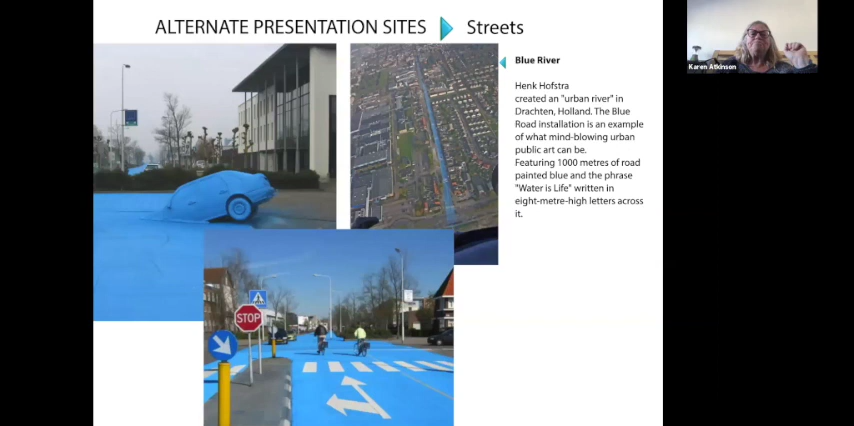 ALTERNATE PRESENTATION SITES Streets
Blue River
Henk Hofstra
created an "urban river" in
Drachten, Holland. The Blue
Road installation is an example
of what mind-blowing urban
public art can be.
Featuring 1000 metres of road
painted blue and the phrase
"Water is Life" written in
eight-metre-high letters across
it.
STOP
Karen Atkinson